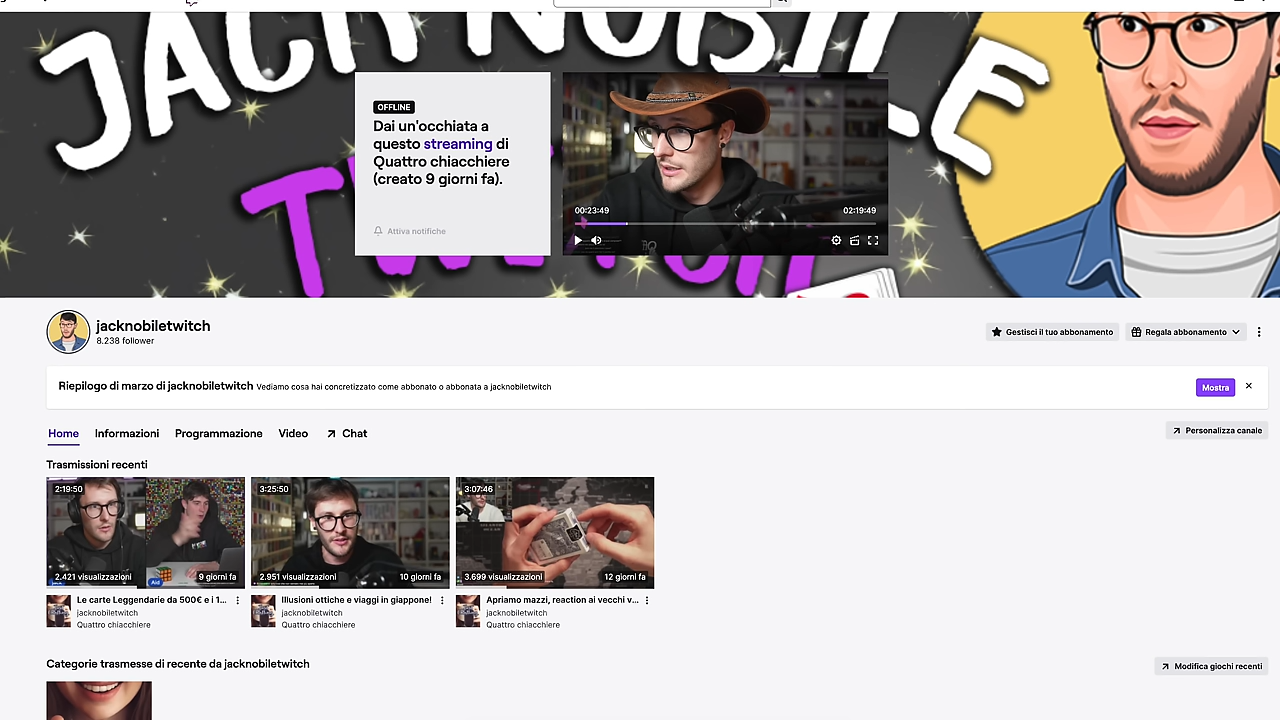 JACK NOBILE
TWITCH
OFFLINE
Dai un'occhiata a
questo streaming di
Quattro chiacchiere
(creato 9 giorni fa).
Attiva notifiche
00:23:49
02:19:49
jacknobiletwitch
8.238 follower
Gestisci il tuo abbonamento
Regala abbonamento
Riepilogo di marzo di jacknobiletwitch Vediamo cosa hai concretizzato come abbonato o abbonata a jacknobiletwitch
Mostra
Home Informazioni Programmazione Video Chat
Personalizza canale
Trasmissioni recenti
2:19:50
2.421 visualizzazioni
9 giorni fa
Le carte Leggendarie da 500€ e i 1...
jacknobiletwitch
Quattro chiacchiere
3:25:50
2.951 visualizzazioni
10 giorni fa
Illusioni ottiche e viaggi in giappone!
jacknobiletwitch
Quattro chiacchiere
3:07:46
3.699 visualizzazioni
12 giorni fa
Apriamo mazzi, reaction ai vecchi v...
jacknobiletwitch
Quattro chiacchiere
Categorie trasmesse di recente da jacknobiletwitch
Modifica giochi recenti